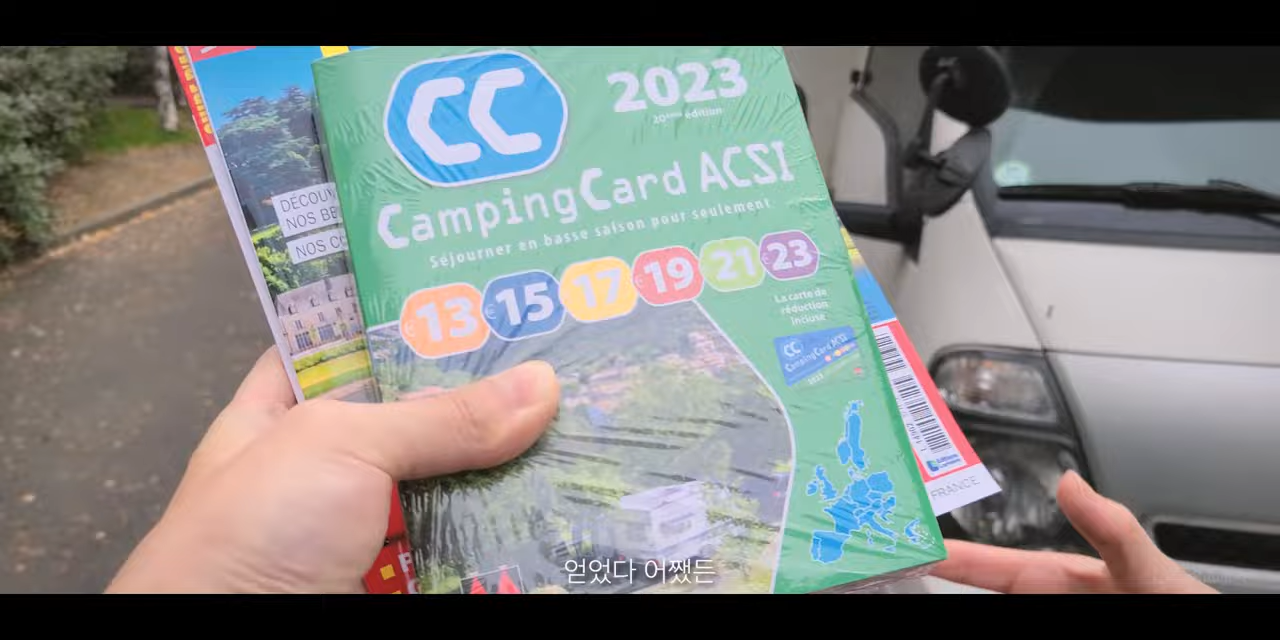 CC
2023
20ème édition
CampingCard ACSI
Séjourner en basse saison pour seulement
€13 €15 €17 €19 €21 €23
La carte de
réduction
incluse
CC
CampingCard ACSI
2023
DÉCOUV
NOS BE
NOS CO
FRANCE
얻었다 어쨌든